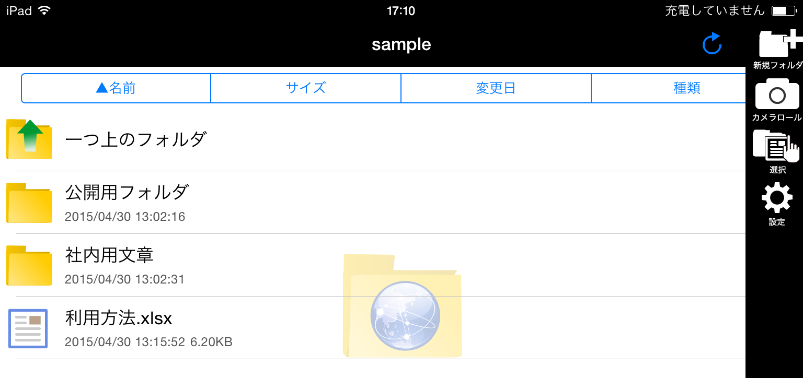 iPad 17:10 充電していません
sample
新規フォルダ
▲名前 サイズ 変更日 種類
カメラロール
一つ上のフォルダ
選択
公開用フォルダ
2015/04/30 13:02:16
設定
社内用文章
2015/04/30 13:02:31
利用方法.xlsx
2015/04/30 13:15:52 6.20KB